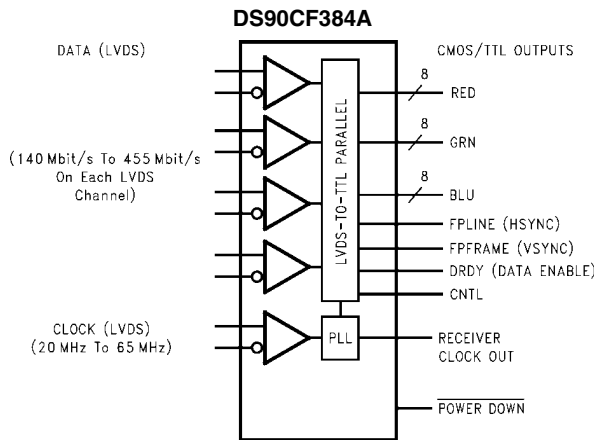 DS90CF384A
DATA (LVDS)
CMOS/TTL OUTPUTS
8
RED
8
GRN
(140 Mbit/s To 455 Mbit/s
On Each LVDS
Channel)
8
BLU
LVDS-TO-TTL PARALLEL
FPLINE (HSYNC)
FPFRAME (VSYNC)
DRDY (DATA ENABLE)
CNTL
CLOCK (LVDS)
(20 MHz To 65 MHz)
PLL
RECEIVER
CLOCK OUT
POWER DOWN